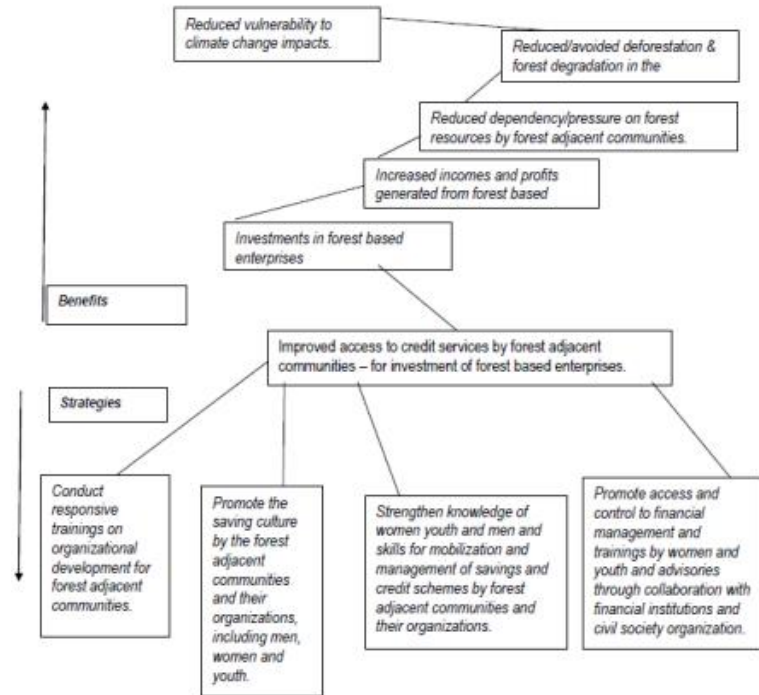 Reduced vulnerability to
climate change impacts.
Reduced/avoided deforestation &
forest degradation in the
Reduced dependency/pressure on forest
resources by forest adjacent communities.
Increased incomes and profits
generated from forest based
Investments in forest based
enterprises
Benefits
Improved access to credit services by forest adjacent
communities – for investment of forest based enterprises.
Strategies
Conduct
responsive
trainings on
organizational
development for
forest adjacent
communities.
Promote the
saving culture
by the forest
adjacent
communities
and their
organizations,
including men,
women and
youth.
Strengthen knowledge of
women youth and men and
skills for mobilization and
management of savings and
credit schemes by forest
adjacent communities and
their organizations.
Promote access and
control to financial
management and
trainings by women and
youth and advisories
through collaboration with
financial institutions and
civil society organization.